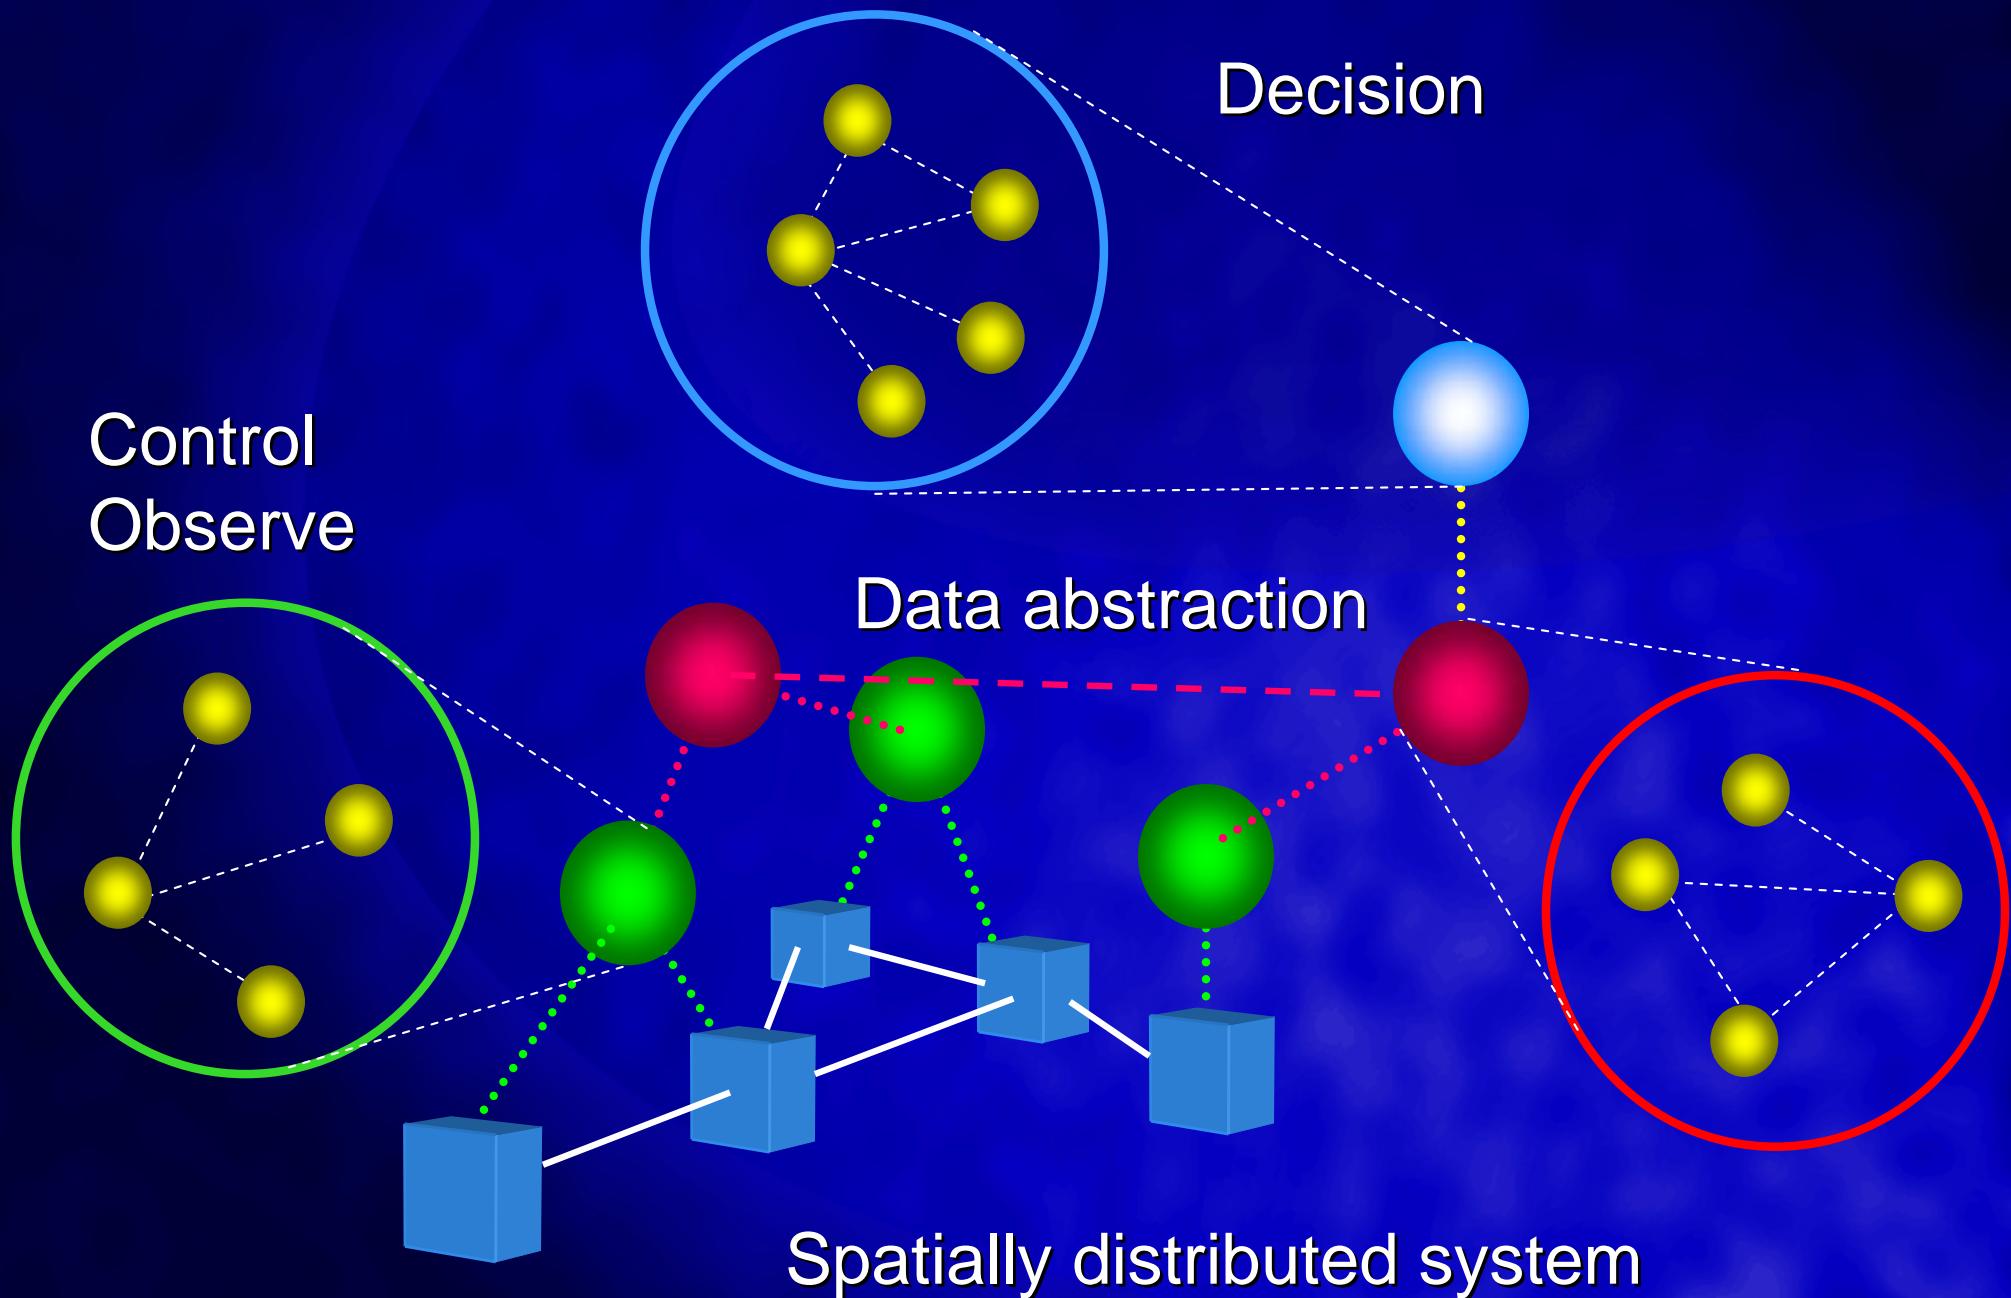 Decision
Control
Observe
Data abstraction
Spatially distributed system